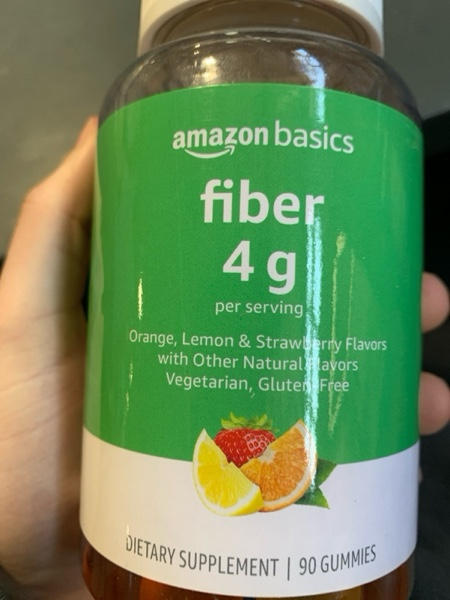 amazon basics
fiber
4 g
per serving
Orange, Lemon & Strawberry Flavors
with Other Natural Flavors
Vegetarian, Gluten Free
DIETARY SUPPLEMENT | 90 GUMMIES